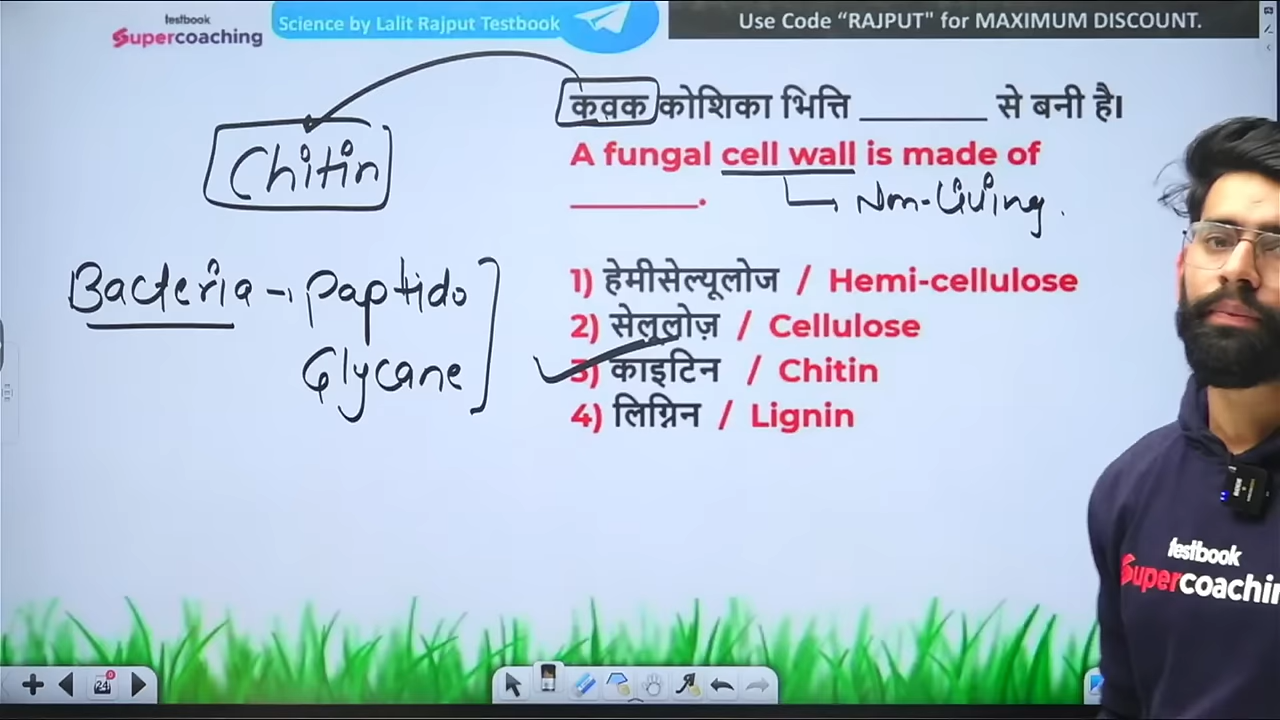 testbook
Supercoaching
Science by Lalit Rajput Testbook
Use Code “RAJPUT" for MAXIMUM DISCOUNT.
कवक कोशिका भित्ति ________ से बनी है।
Chitin
A fungal cell wall is made of
________.
Non-Living.
Bacteria - Paptido
Glycane
1) हेमीसेल्यूलोज / Hemi-cellulose
2) सेलूलोज़ / Cellulose
3) काइटिन / Chitin
4) लिग्निन / Lignin
testbook
Supercoachin
24